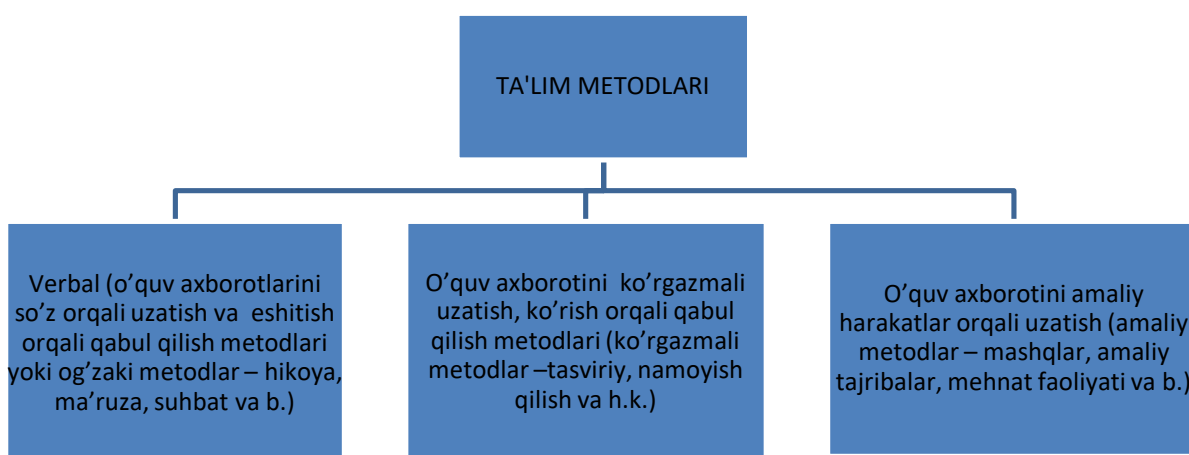 TA'LIM METODLARI
Verbal (o’quv axborotlarini
so’z orqali uzatish va eshitish
orqali qabul qilish metodlari
yoki og’zaki metodlar – hikoya,
ma’ruza, suhbat va b.)
O’quv axborotini ko’rgazmali
uzatish, ko’rish orqali qabul
qilish metodlari (ko’rgazmali
metodlar –tasviriy, namoyish
qilish va h.k.)
O’quv axborotini amaliy
harakatlar orqali uzatish (amaliy
metodlar – mashqlar, amaliy
tajribalar, mehnat faoliyati va b.)